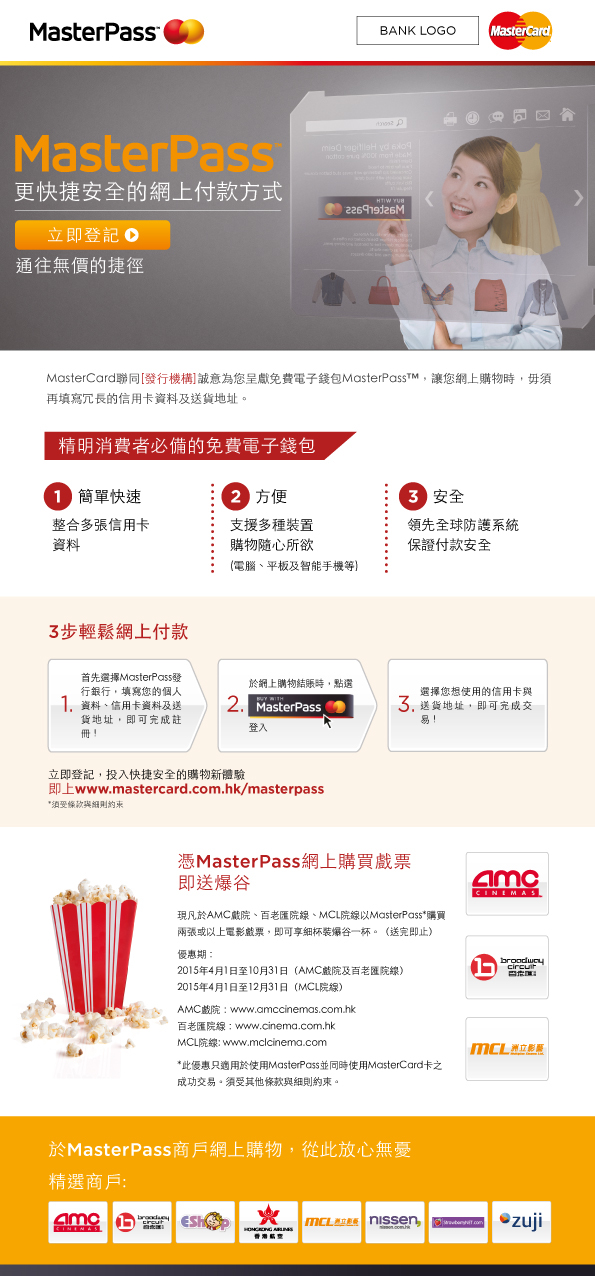 MasterPass™
BANK LOGO
MasterCard
MasterPass™
更快捷安全的網上付款方式
立即登記
通往無價的捷徑
Search
BUY WITH
MasterPass
MasterCard聯同[發行機構]誠意為您呈獻免費電子錢包MasterPass™，讓您網上購物時，毋須
再填寫冗長的信用卡資料及送貨地址。
精明消費者必備的免費電子錢包
1 簡單快速
整合多張信用卡
資料
2 方便
支援多種裝置
購物隨心所欲
(電腦、平板及智能手機等)
3 安全
領先全球防護系統
保證付款安全
3步輕鬆網上付款
1.
首先選擇MasterPass發
行銀行，填寫您的個人
資料、信用卡資料及送
貨地址，即可完成註
冊！
2.
於網上購物結賬時，點選
BUY WITH
MasterPass
登入
3.
選擇您想使用的信用卡與
送貨地址，即可完成交
易！
立即登記，投入快捷安全的購物新體驗
即上www.mastercard.com.hk/masterpass
*須受條款與細則約束
憑MasterPass網上購買戲票
即送爆谷
現凡於AMC戲院、百老匯院線、MCL院線以MasterPass*購買
兩張或以上電影戲票，即可享細杯裝爆谷一杯。（送完即止）
優惠期：
2015年4月1日至10月31日（AMC戲院及百老匯院線）
2015年4月1日至12月31日（MCL院線）
AMC戲院：www.amccinemas.com.hk
百老匯院線：www.cinema.com.hk
MCL院線: www.mclcinema.com
*此優惠只適用於使用MasterPass並同時使用MasterCard卡之
成功交易。須受其他條款與細則約束。
amc
CINEMAS
broadway
circuit
百老匯
MCL 洲立影藝
於MasterPass商戶網上購物，從此放心無憂
精選商戶:
amc
CINEMAS
broadway
circuit
百老匯
EShop
HONGKONG AIRLINES
香港航空
MCL 洲立影藝
nissen,
nissen.com.hk
StrawberryNET.com
zuji